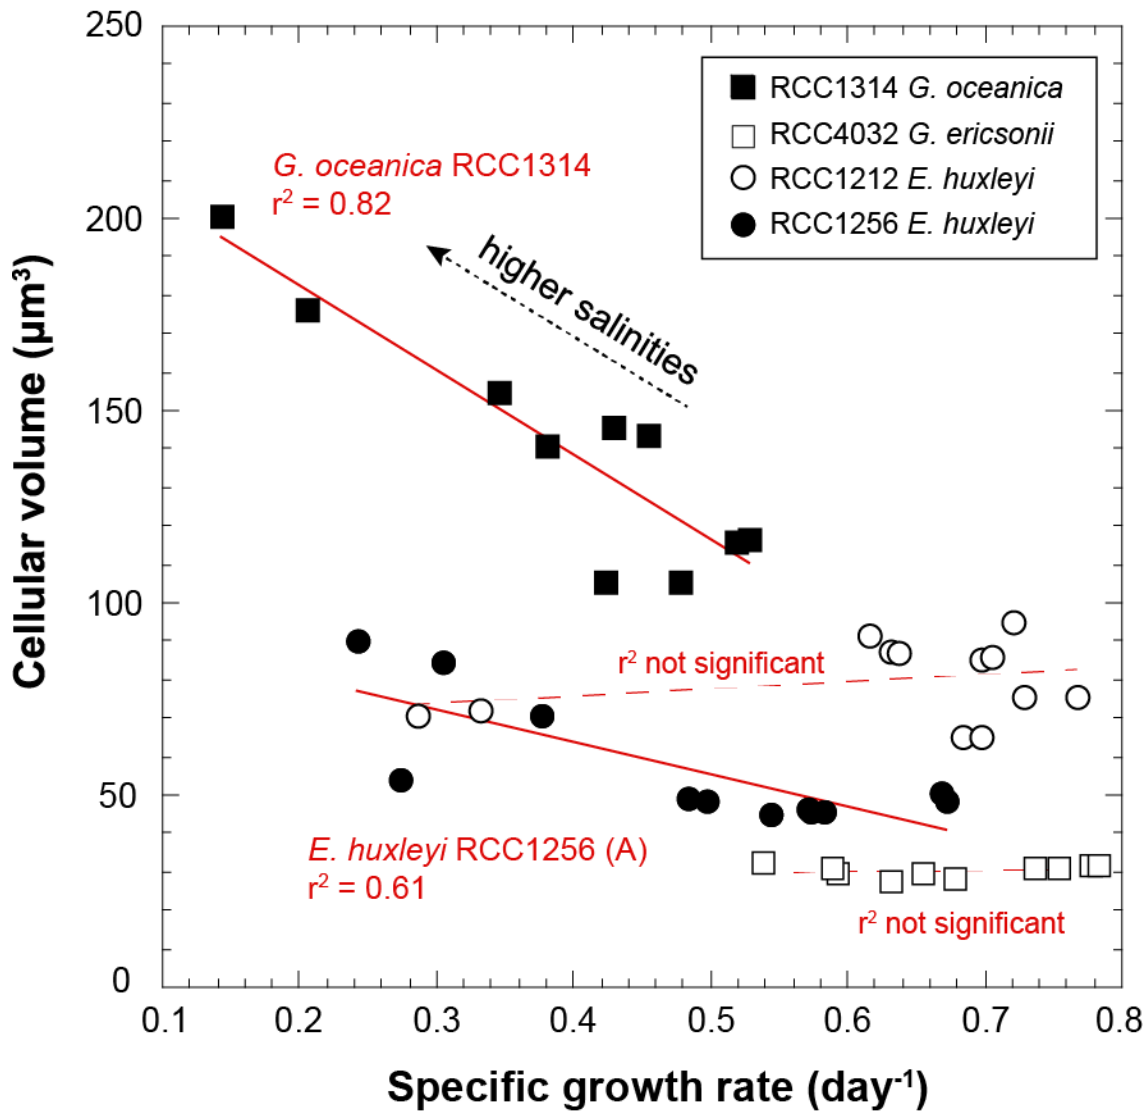 250
200
150
100
50
0
Cellular volume (µm³)
RCC1314 G. oceanica
RCC4032 G. ericsonii
RCC1212 E. huxleyi
RCC1256 E. huxleyi
G. oceanica RCC1314
r² = 0.82
higher salinities
r² not significant
E. huxleyi RCC1256 (A)
r² = 0.61
r² not significant
0.1 0.2 0.3 0.4 0.5 0.6 0.7 0.8
Specific growth rate (day⁻¹)